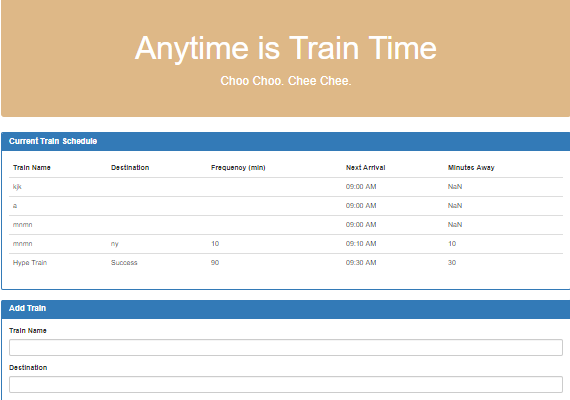 Anytime is Train Time
Choo Choo. Chee Chee.
Current Train Schedule
Train Name Destination Frequency (min) Next Arrival Minutes Away
kjk 09:00 AM NaN
a 09:00 AM NaN
mnmn 09:00 AM NaN
mnmn ny 10 09:10 AM 10
Hype Train Success 90 09:30 AM 30
Add Train
Train Name
Destination